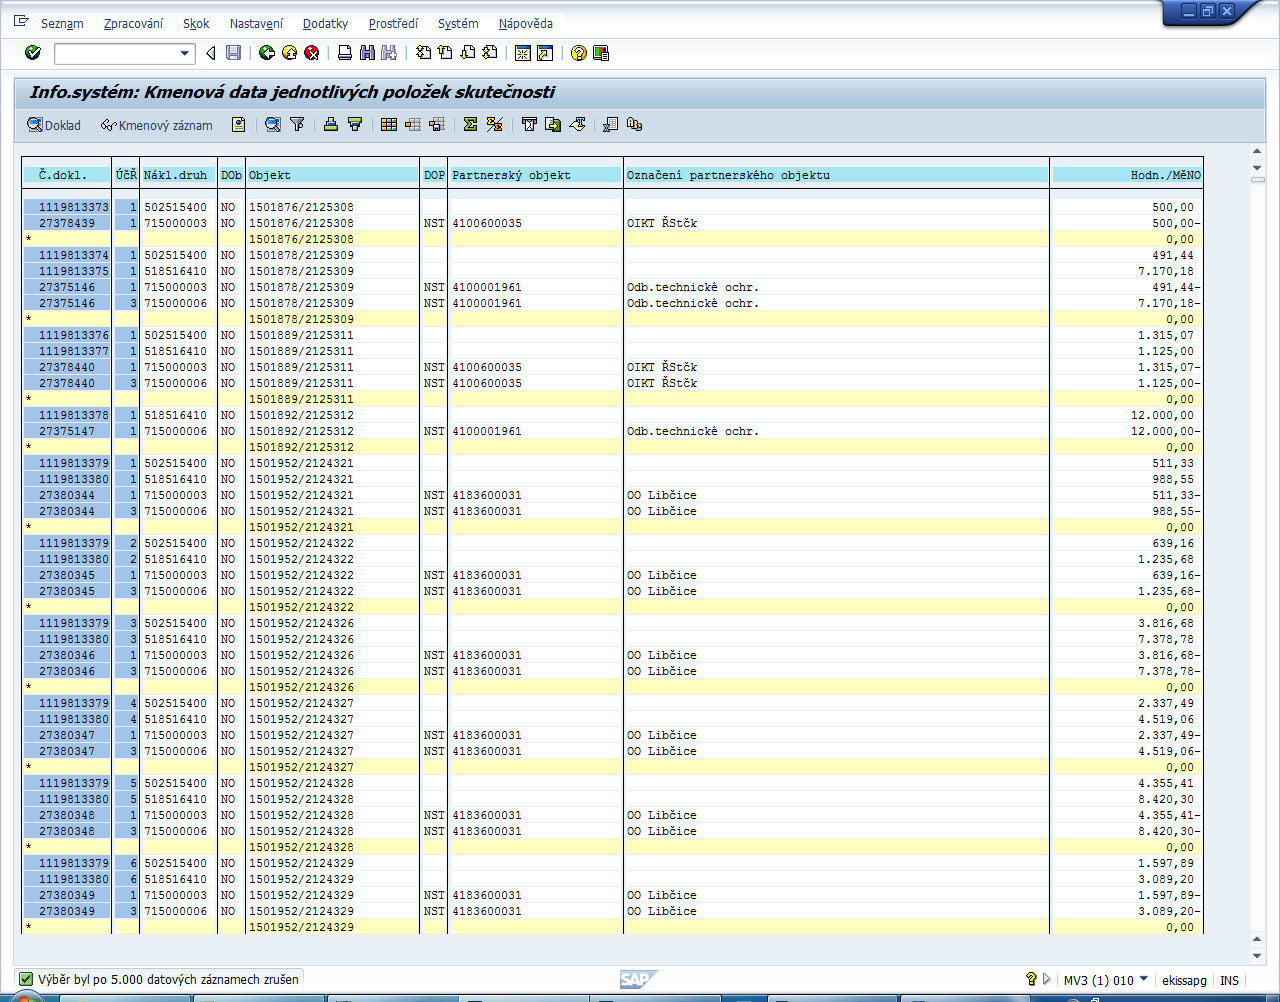 Seznam Zpracování Skok Nastavení Dodatky Prostředí Systém Nápověda
Info.systém: Kmenová data jednotlivých položek skutečnosti
Doklad Kmenový záznam
Č.dokl. ÚčŘ Nákl.druh DOb Objekt DOP Partnerský objekt Označení partnerského objektu Hodn./MěNO
1119813373 1 502515400 NO 1501876/2125308 500,00
27378439 1 715000003 NO 1501876/2125308 NST 4100600035 OIKT ŘStčk 500,00-
* 1501876/2125308 0,00
1119813374 1 502515400 NO 1501878/2125309 491,44
1119813375 1 518516410 NO 1501878/2125309 7.170,18
27375146 1 715000003 NO 1501878/2125309 NST 4100001961 Odb.technické ochr. 491,44-
27375146 3 715000006 NO 1501878/2125309 NST 4100001961 Odb.technické ochr. 7.170,18-
* 1501878/2125309 0,00
1119813376 1 502515400 NO 1501889/2125311 1.315,07
1119813377 1 518516410 NO 1501889/2125311 1.125,00
27378440 1 715000003 NO 1501889/2125311 NST 4100600035 OIKT ŘStčk 1.315,07-
27378440 3 715000006 NO 1501889/2125311 NST 4100600035 OIKT ŘStčk 1.125,00-
* 1501889/2125311 0,00
1119813378 1 518516410 NO 1501892/2125312 12.000,00
27375147 1 715000006 NO 1501892/2125312 NST 4100001961 Odb.technické ochr. 12.000,00-
* 1501892/2125312 0,00
1119813379 1 502515400 NO 1501952/2124321 511,33
1119813380 1 518516410 NO 1501952/2124321 988,55
27380344 1 715000003 NO 1501952/2124321 NST 4183600031 OO Libčice 511,33-
27380344 3 715000006 NO 1501952/2124321 NST 4183600031 OO Libčice 988,55-
* 1501952/2124321 0,00
1119813379 2 502515400 NO 1501952/2124322 639,16
1119813380 2 518516410 NO 1501952/2124322 1.235,68
27380345 1 715000003 NO 1501952/2124322 NST 4183600031 OO Libčice 639,16-
27380345 3 715000006 NO 1501952/2124322 NST 4183600031 OO Libčice 1.235,68-
* 1501952/2124322 0,00
1119813379 3 502515400 NO 1501952/2124326 3.816,68
1119813380 3 518516410 NO 1501952/2124326 7.378,78
27380346 1 715000003 NO 1501952/2124326 NST 4183600031 OO Libčice 3.816,68-
27380346 3 715000006 NO 1501952/2124326 NST 4183600031 OO Libčice 7.378,78-
* 1501952/2124326 0,00
1119813379 4 502515400 NO 1501952/2124327 2.337,49
1119813380 4 518516410 NO 1501952/2124327 4.519,06
27380347 1 715000003 NO 1501952/2124327 NST 4183600031 OO Libčice 2.337,49-
27380347 3 715000006 NO 1501952/2124327 NST 4183600031 OO Libčice 4.519,06-
* 1501952/2124327 0,00
1119813379 5 502515400 NO 1501952/2124328 4.355,41
1119813380 5 518516410 NO 1501952/2124328 8.420,30
27380348 1 715000003 NO 1501952/2124328 NST 4183600031 OO Libčice 4.355,41-
27380348 3 715000006 NO 1501952/2124328 NST 4183600031 OO Libčice 8.420,30-
* 1501952/2124328 0,00
1119813379 6 502515400 NO 1501952/2124329 1.597,89
1119813380 6 518516410 NO 1501952/2124329 3.089,20
27380349 1 715000003 NO 1501952/2124329 NST 4183600031 OO Libčice 1.597,89-
27380349 3 715000006 NO 1501952/2124329 NST 4183600031 OO Libčice 3.089,20-
* 1501952/2124329 0,00
Výběr byl po 5.000 datových záznamech zrušen SAP MV3 (1) 010 ekissapg INS